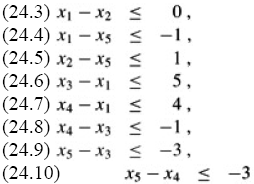 (24.3) x₁ − x₂ ≤ 0 ,
(24.4) x₁ − x₅ ≤ −1 ,
(24.5) x₂ − x₅ ≤ 1 ,
(24.6) x₃ − x₁ ≤ 5 ,
(24.7) x₄ − x₁ ≤ 4 ,
(24.8) x₄ − x₃ ≤ −1 ,
(24.9) x₅ − x₃ ≤ −3 ,
(24.10) x₅ − x₄ ≤ −3